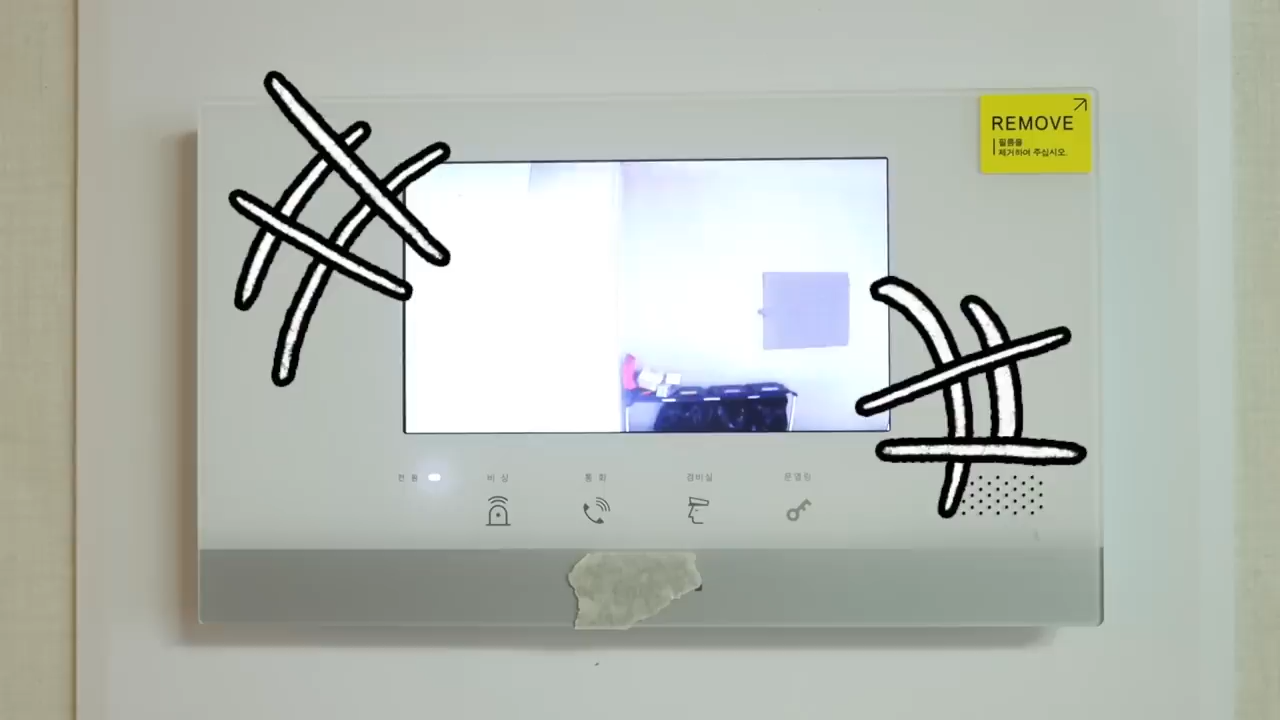 REMOVE
필름을
제거하여 주십시오.
전 원 비 상 통 화 경비실 문열림